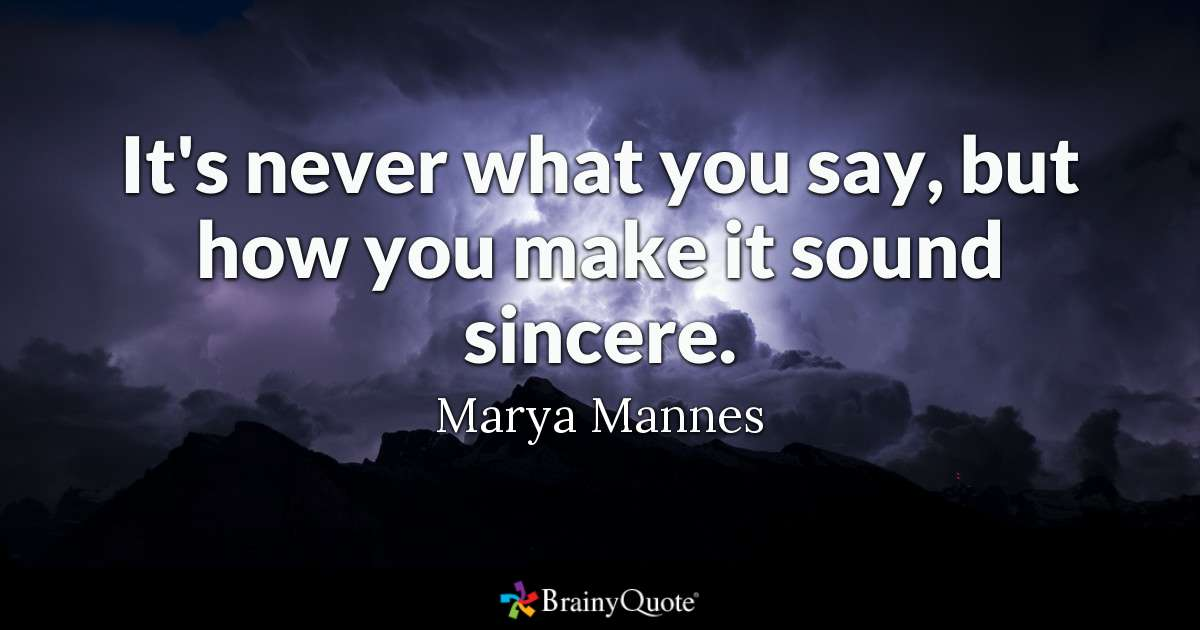 It's never what you say, but
how you make it sound
sincere.
Marya Mannes
BrainyQuote®